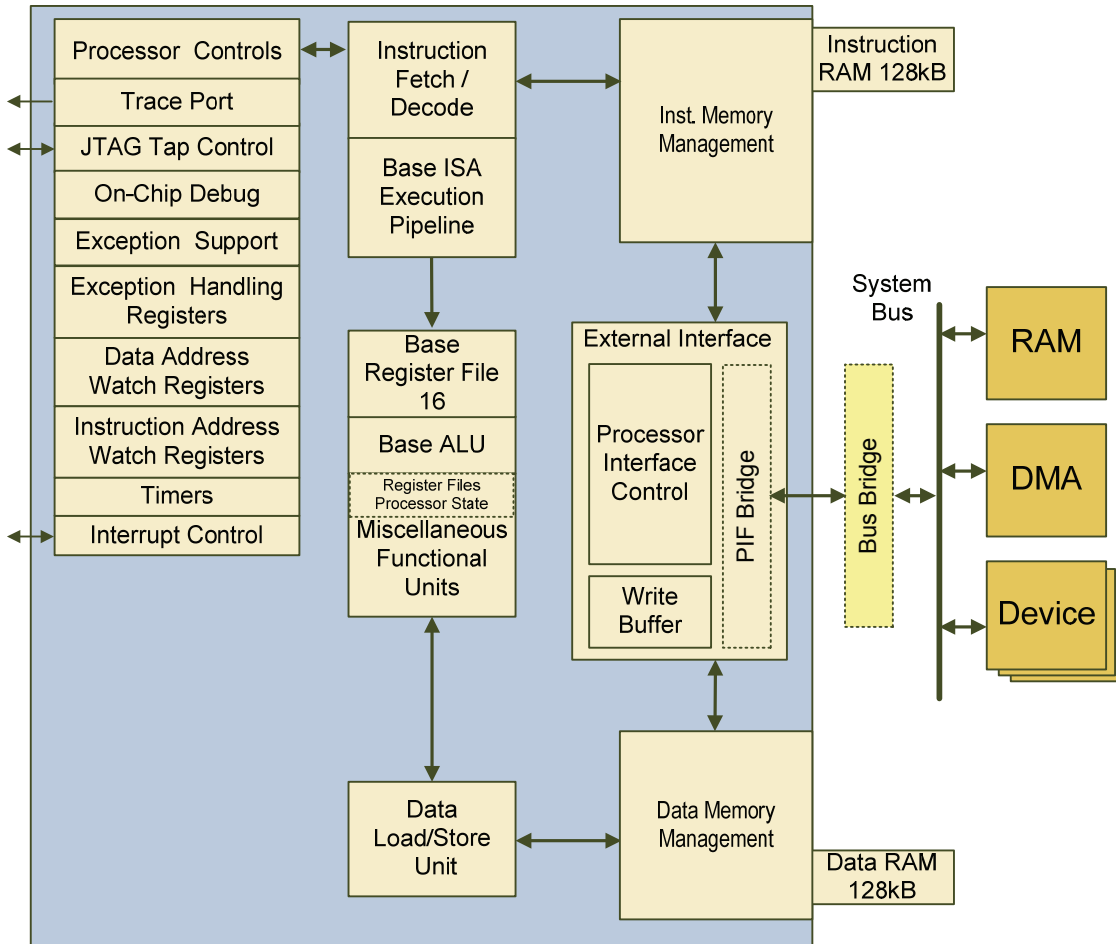 Processor Controls
Trace Port
JTAG Tap Control
On-Chip Debug
Exception Support
Exception Handling
Registers
Data Address
Watch Registers
Instruction Address
Watch Registers
Timers
Interrupt Control
Instruction
Fetch /
Decode
Base ISA
Execution
Pipeline
Base
Register File
16
Base ALU
Register Files
Processor State
Miscellaneous
Functional
Units
Data
Load/Store
Unit
Inst. Memory
Management
Instruction
RAM 128kB
External Interface
Processor
Interface
Control
Write
Buffer
PIF Bridge
Data Memory
Management
Data RAM
128kB
Bus Bridge
System
Bus
RAM
DMA
Device